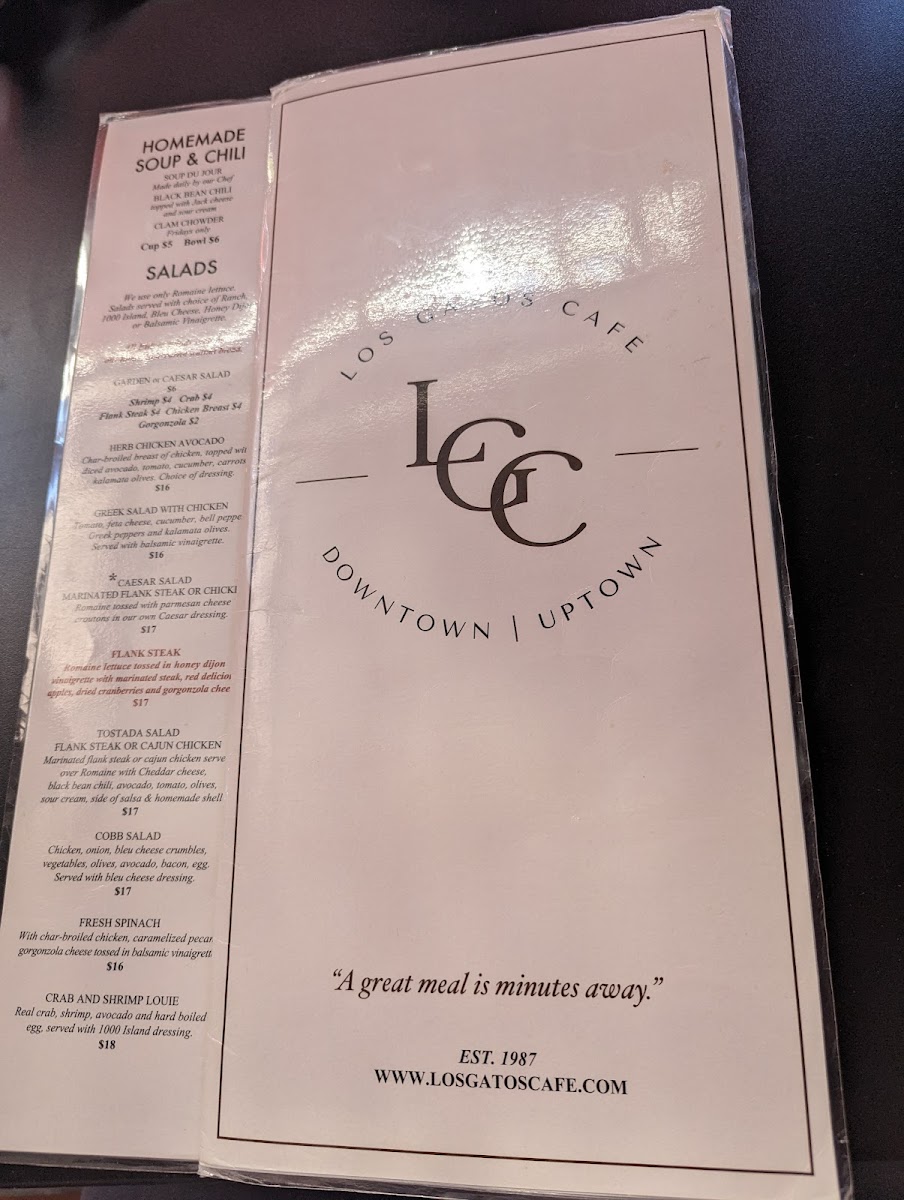 HOMEMADE
SOUP & CHILI
SOUP DU JOUR
Made daily by our Chef
BLACK BEAN CHILI
topped with Jack cheese
and sour cream
CLAM CHOWDER
Fridays only
Cup $5 Bowl $6
SALADS
We use only Romaine lettuce.
Salads served with choice of Ranch,
1000 Island, Bleu Cheese, Honey Dijo
or Balsamic Vinaigrette.
GARDEN or CAESAR SALAD
$6
Shrimp $4 Crab $4
Flank Steak $4 Chicken Breast $4
Gorgonzola $2
HERB CHICKEN AVOCADO
Char-broiled breast of chicken, topped wit
diced avocado, tomato, cucumber, carrots
kalamata olives. Choice of dressing.
$16
GREEK SALAD WITH CHICKEN
Tomato, feta cheese, cucumber, bell peppe
Greek peppers and kalamata olives.
Served with balsamic vinaigrette.
$16
*CAESAR SALAD
MARINATED FLANK STEAK OR CHICK
Romaine tossed with parmesan cheese
croutons in our own Caesar dressing.
$17
FLANK STEAK
Romaine lettuce tossed in honey dijon
vinaigrette with marinated steak, red deliciou
apples, dried cranberries and gorgonzola chee
$17
TOSTADA SALAD
FLANK STEAK OR CAJUN CHICKEN
Marinated flank steak or cajun chicken serve
over Romaine with Cheddar cheese,
black bean chili, avocado, tomato, olives,
sour cream, side of salsa & homemade shell
$17
COBB SALAD
Chicken, onion, bleu cheese crumbles,
vegetables, olives, avocado, bacon, egg.
Served with bleu cheese dressing.
$17
FRESH SPINACH
With char-broiled chicken, caramelized pecan
gorgonzola cheese tossed in balsamic vinaigrett
$16
CRAB AND SHRIMP LOUIE
Real crab, shrimp, avocado and hard boiled
egg, served with 1000 Island dressing.
$18
LOS GATOS CAFE
LGC
DOWNTOWN | UPTOWN
“A great meal is minutes away.”
EST. 1987
WWW.LOSGATOSCAFE.COM